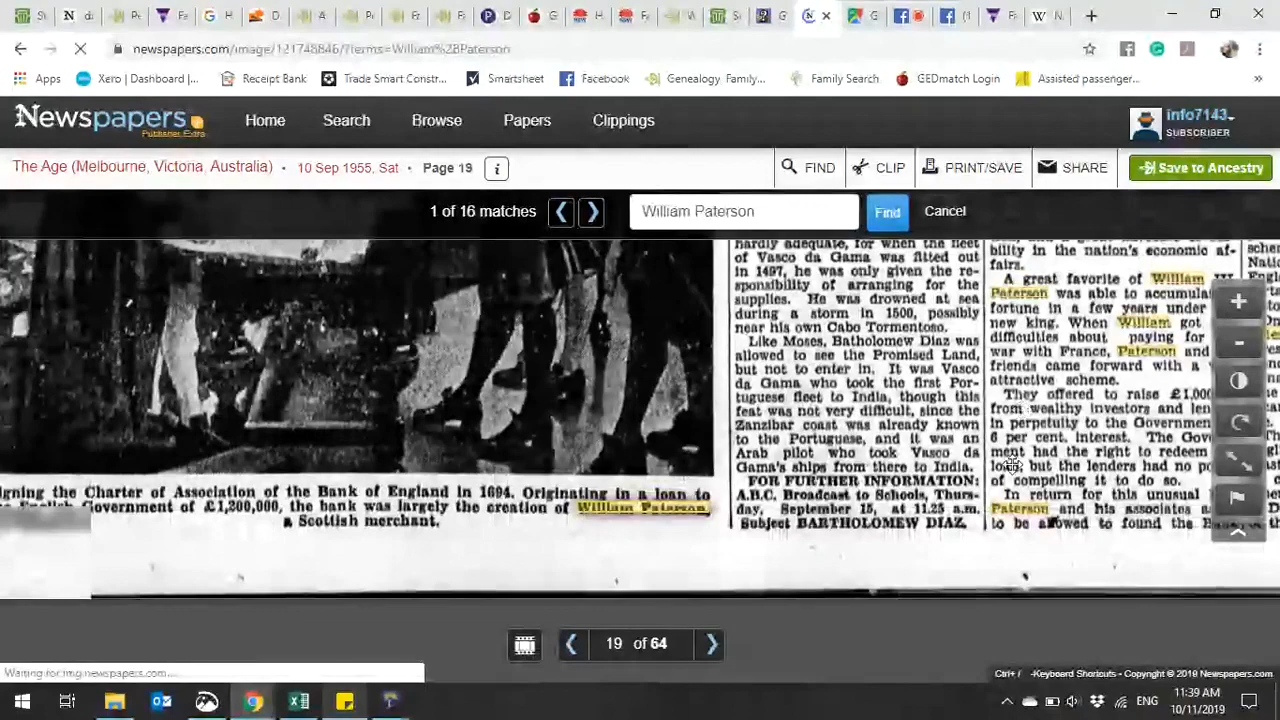 newspapers.com/image/121748846/?terms=William%2BPaterson
Apps
Xero | Dashboard |...
Receipt Bank
Trade Smart Constr...
Smartsheet
Facebook
Genealogy, Family...
Family Search
GEDmatch Login
Assisted passenger...
Newspapers
Publisher Extra
Home
Search
Browse
Papers
Clippings
info7143
SUBSCRIBER
The Age (Melbourne, Victoria, Australia) · 10 Sep 1955, Sat · Page 19
FIND
CLIP
PRINT/SAVE
SHARE
Save to Ancestry
1 of 16 matches
William Paterson
Find
Cancel
igning the Charter of Association of the Bank of England in 1694. Originating in a loan to
Government of £1,200,000, the bank was largely the creation of William Paterson,
a Scottish merchant.
hardly adequate, for when the fleet
of Vasco da Gama was fitted out
in 1497, he was only given the re-
sponsibility of arranging for the
supplies. He was drowned at sea
during a storm in 1500, possibly
near his own Cabo Tormentoso.
Like Moses, Batholomew Diaz was
allowed to see the Promised Land,
but not to enter in. It was Vasco
da Gama who took the first Por-
tuguese fleet to India, though this
feat was not very difficult, since the
Zanzibar coast was already known
to the Portuguese, and it was an
Arab pilot who took Vasco da
Gama's ships from there to India.
FOR FURTHER INFORMATION:
A.B.C. Broadcast to Schools, Thurs-
day, September 15, at 11.25 a.m.
Subject BARTHOLOMEW DIAZ.
bility in the nation's economic af-
fairs.
A great favorite of William
Paterson was able to accumula
fortune in a few years under
new king. When William got
difficulties about paying for
war with France, Paterson and
friends came forward with a
attractive scheme.
They offered to raise £1,000
from wealthy investors and len
in perpetuity to the Governmen
6 per cent. interest. The Gov
ment had the right to redeem
but the lenders had no p
of compelling it to do so.
In return for this unusual
Paterson and his associates a
to be allowed to found the
19 of 64
Waiting for img.newspapers.com...
Ctrl+ / -Keyboard Shortcuts - Copyright © 2019 Newspapers.com
ENG
11:39 AM
10/11/2019